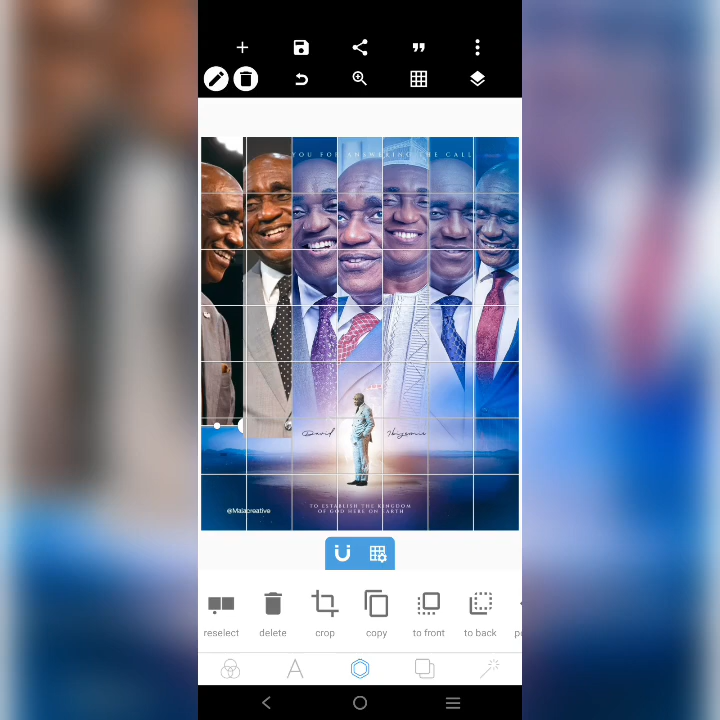 YOU FOR ANSWERING THE CALL
David Ibiyeomie
@Malacreative
TO ESTABLISH THE KINGDOM
OF GOD HERE ON EARTH
reselect delete crop copy to front to back